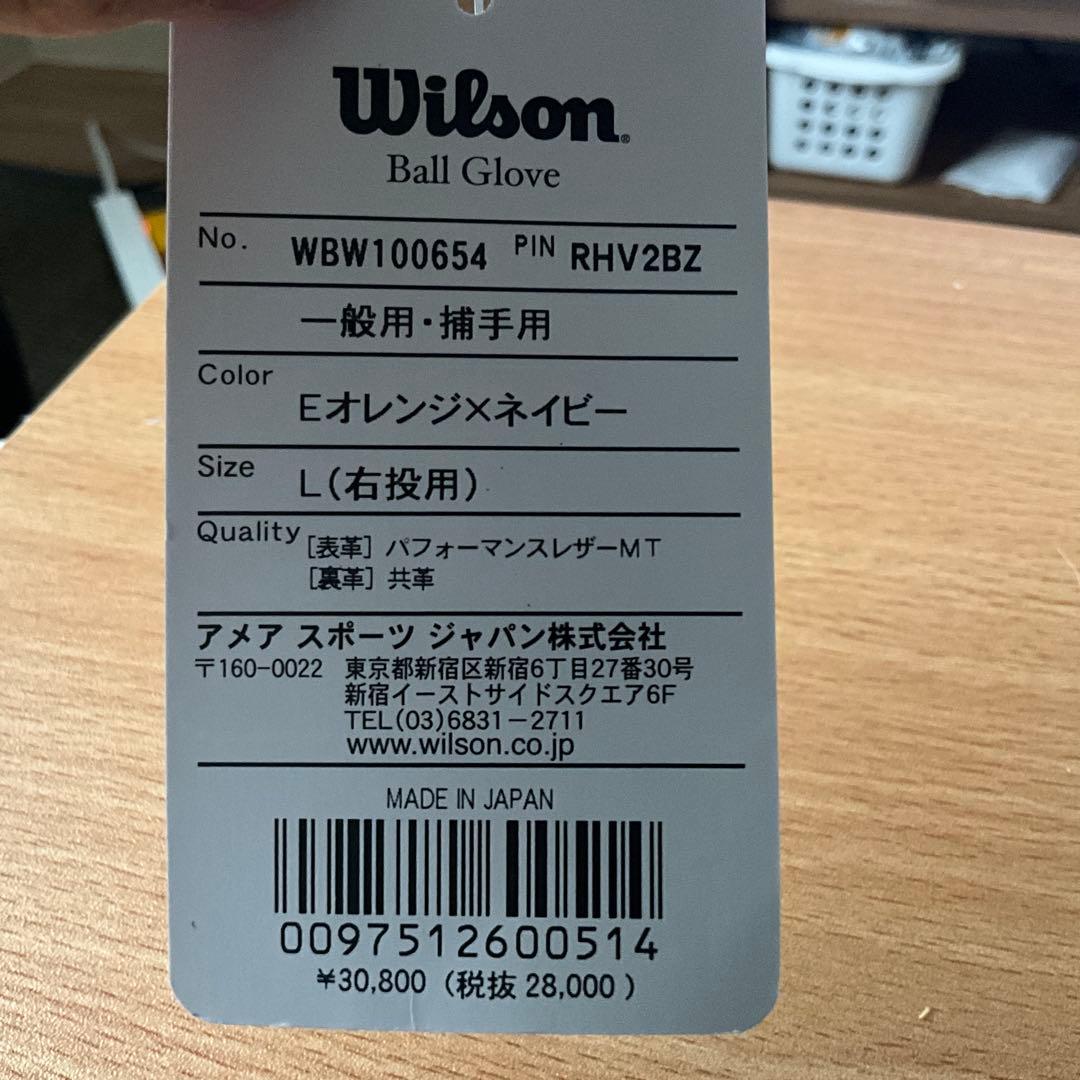 Wilson®
Ball Glove
No. WBW100654 PIN RHV2BZ
一般用・捕手用
Color
Eオレンジ×ネイビー
Size L(右投用)
Quality [表革] パフォーマンスレザーMT
[裏革] 共革
アメア スポーツ ジャパン株式会社
〒160-0022 東京都新宿区新宿6丁目27番30号
新宿イーストサイドスクエア6F
TEL(03)6831-2711
www.wilson.co.jp
MADE IN JAPAN
0097512600514
¥30,800 (税抜 28,000 )